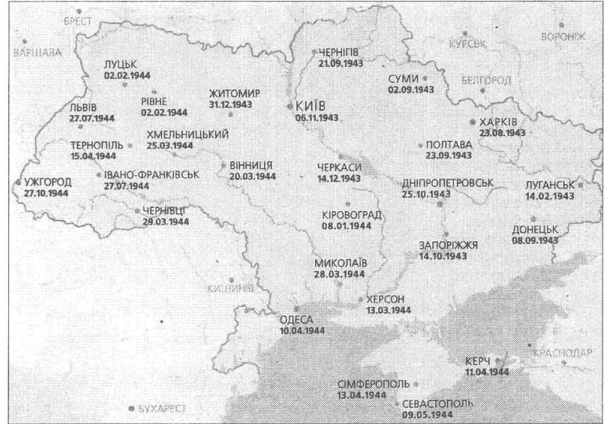 БРЕСТ
ВАРШАВА
КУРСЬК
ВОРОНІЖ
ЧЕРНІГІВ
21.09.1943
ЛУЦЬК
02.02.1944
СУМИ
02.09.1943
БЕЛГОРОД
РІВНЕ
02.02.1944
ЖИТОМИР
31.12.1943
КИЇВ
06.11.1943
ЛЬВІВ
27.07.1944
ХАРКІВ
23.08.1943
ХМЕЛЬНИЦЬКИЙ
25.03.1944
ТЕРНОПІЛЬ
15.04.1944
ПОЛТАВА
23.09.1943
ВІННИЦЯ
20.03.1944
ЧЕРКАСИ
14.12.1943
ІВАНО-ФРАНКІВСЬК
27.07.1944
УЖГОРОД
27.10.1944
ДНІПРОПЕТРОВСЬК
25.10.1943
ЛУГАНСЬК
14.02.1943
ЧЕРНІВЦІ
29.03.1944
КІРОВОГРАД
08.01.1944
ДОНЕЦЬК
08.09.1943
ЗАПОРІЖЖЯ
14.10.1943
МИКОЛАЇВ
28.03.1944
КИШИНІВ
ХЕРСОН
13.03.1944
ОДЕСА
10.04.1944
КЕРЧ
11.04.1944
КРАСНОДАР
СІМФЕРОПОЛЬ
13.04.1944
СЕВАСТОПОЛЬ
09.05.1944
БУХАРЕСТ